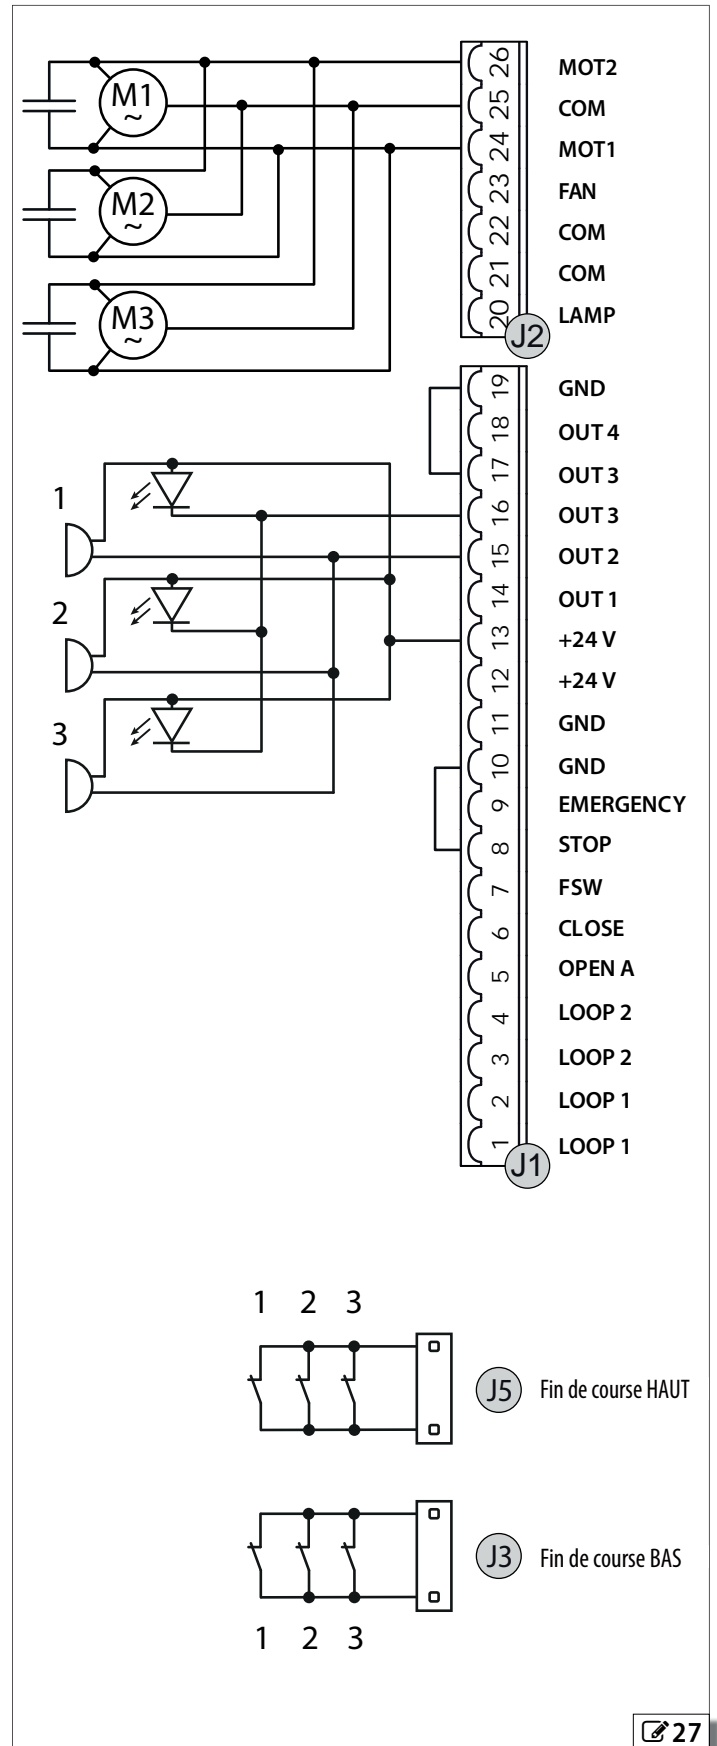 M1
~
M2
~
M3
~
26 MOT2
25 COM
24 MOT1
23 FAN
22 COM
21 COM
20 LAMP
J2
19 GND
18 OUT 4
17 OUT 3
16 OUT 3
15 OUT 2
14 OUT 1
13 +24 V
12 +24 V
11 GND
10 GND
9 EMERGENCY
8 STOP
7 FSW
6 CLOSE
5 OPEN A
4 LOOP 2
3 LOOP 2
2 LOOP 1
1 LOOP 1
J1
1
2
3
1 2 3
J5 Fin de course HAUT
J3 Fin de course BAS
1 2 3
27